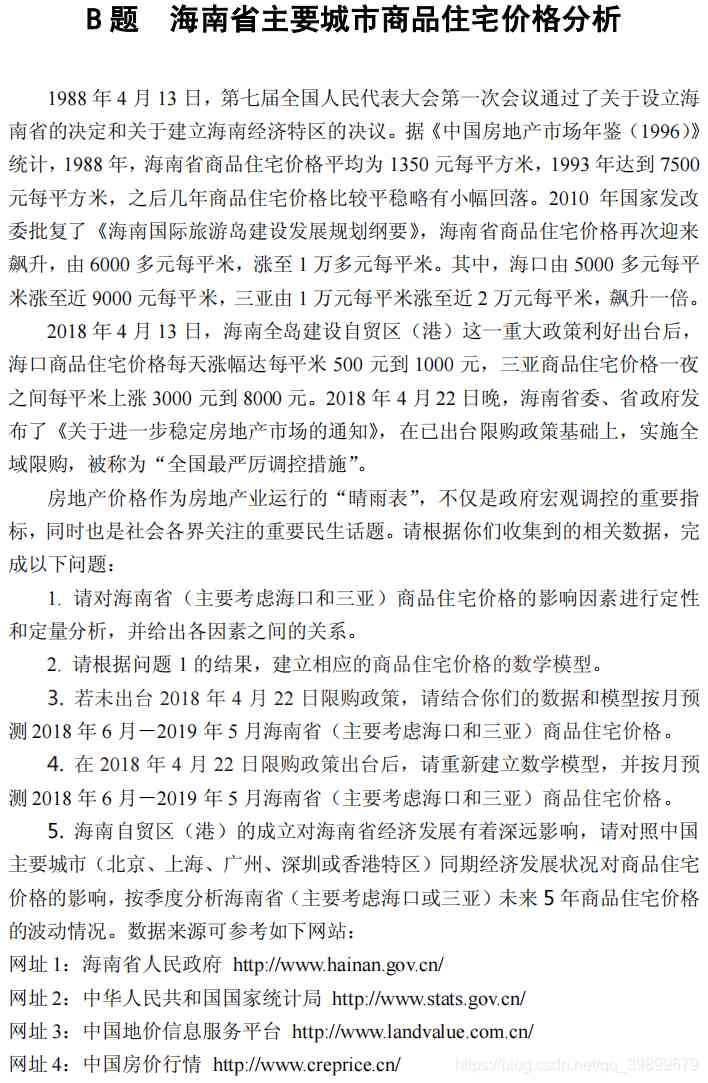 B 题 海南省主要城市商品住宅价格分析
1988 年 4 月 13 日，第七届全国人民代表大会第一次会议通过了关于设立海
南省的决定和关于建立海南经济特区的决议。据《中国房地产市场年鉴（1996）》
统计，1988 年，海南省商品住宅价格平均为 1350 元每平方米，1993 年达到 7500
元每平方米，之后几年商品住宅价格比较平稳略有小幅回落。2010 年国家发改
委批复了《海南国际旅游岛建设发展规划纲要》，海南省商品住宅价格再次迎来
飙升，由 6000 多元每平米，涨至 1 万多元每平米。其中，海口由 5000 多元每平
米涨至近 9000 元每平米，三亚由 1 万元每平米涨至近 2 万元每平米，飙升一倍。
2018 年 4 月 13 日，海南全岛建设自贸区（港）这一重大政策利好出台后，
海口商品住宅价格每天涨幅达每平米 500 元到 1000 元，三亚商品住宅价格一夜
之间每平米上涨 3000 元到 8000 元。2018 年 4 月 22 日晚，海南省委、省政府发
布了《关于进一步稳定房地产市场的通知》，在已出台限购政策基础上，实施全
域限购，被称为“全国最严厉调控措施”。
房地产价格作为房地产业运行的“晴雨表”，不仅是政府宏观调控的重要指
标，同时也是社会各界关注的重要民生话题。请根据你们收集到的相关数据，完
成以下问题：
1. 请对海南省（主要考虑海口和三亚）商品住宅价格的影响因素进行定性
和定量分析，并给出各因素之间的关系。
2. 请根据问题 1 的结果，建立相应的商品住宅价格的数学模型。
3. 若未出台 2018 年 4 月 22 日限购政策，请结合你们的数据和模型按月预
测 2018 年 6 月－2019 年 5 月海南省（主要考虑海口和三亚）商品住宅价格。
4. 在 2018 年 4 月 22 日限购政策出台后，请重新建立数学模型，并按月预
测 2018 年 6 月－2019 年 5 月海南省（主要考虑海口和三亚）商品住宅价格。
5. 海南自贸区（港）的成立对海南省经济发展有着深远影响，请对照中国
主要城市（北京、上海、广州、深圳或香港特区）同期经济发展状况对商品住宅
价格的影响，按季度分析海南省（主要考虑海口或三亚）未来 5 年商品住宅价格
的波动情况。数据来源可参考如下网站：
网址 1：海南省人民政府 http://www.hainan.gov.cn/
网址 2：中华人民共和国国家统计局 http://www.stats.gov.cn/
网址 3：中国地价信息服务平台 http://www.landvalue.com.cn/
网址 4：中国房价行情 http://www.creprice.cn/
https://blog.csdn.net/qq_39899679